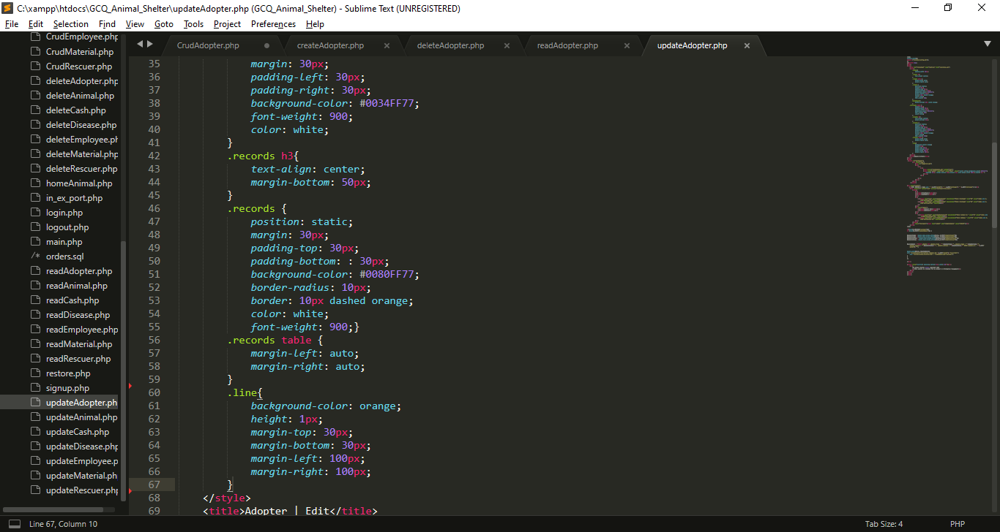 C:\xampp\htdocs\GCQ_Animal_Shelter\updateAdopter.php (GCQ_Animal_Shelter) - Sublime Text (UNREGISTERED)
File Edit Selection Find View Goto Tools Project Preferences Help
CrudEmployee.php
CrudMaterial.php
CrudRescuer.php
deleteAdopter.php
deleteAnimal.php
deleteCash.php
deleteDisease.php
deleteEmployee.ph
deleteMaterial.php
deleteRescuer.php
homeAnimal.php
in_ex_port.php
login.php
logout.php
main.php
/* orders.sql
readAdopter.php
readAnimal.php
readCash.php
readDisease.php
readEmployee.php
readMaterial.php
readRescuer.php
restore.php
signup.php
updateAdopter.ph
updateAnimal.php
updateCash.php
updateDisease.php
updateEmployee.p
updateMaterial.ph
updateRescuer.php
CrudAdopter.php createAdopter.php deleteAdopter.php readAdopter.php updateAdopter.php
35 margin: 30px;
36 padding-left: 30px;
37 padding-right: 30px;
38 background-color: #0034FF77;
39 font-weight: 900;
40 color: white;
41 }
42 .records h3{
43 text-align: center;
44 margin-bottom: 50px;
45 }
46 .records {
47 position: static;
48 margin: 30px;
49 padding-top: 30px;
50 padding-bottom: : 30px;
51 background-color: #0080FF77;
52 border-radius: 10px;
53 border: 10px dashed orange;
54 color: white;
55 font-weight: 900;}
56 .records table {
57 margin-left: auto;
58 margin-right: auto;
59 }
60 .line{
61 background-color: orange;
62 height: 1px;
63 margin-top: 30px;
64 margin-bottom: 30px;
65 margin-left: 100px;
66 margin-right: 100px;
67 }
68 </style>
69 <title>Adopter | Edit</title>
Line 67, Column 10 Tab Size: 4 PHP